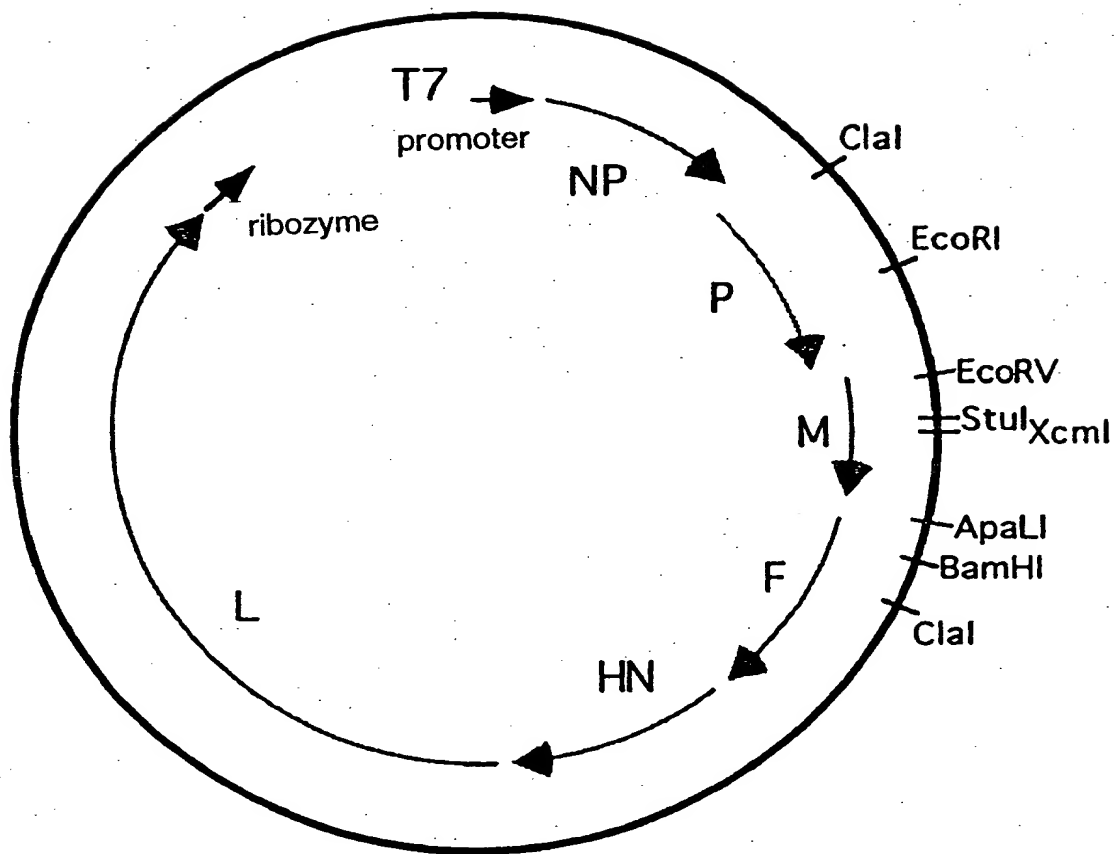 T7
promoter
NP
ClaI
ribozyme
EcoRI
P
EcoRV
StuI
XcmI
M
ApaLI
BamHI
F
ClaI
L
HN